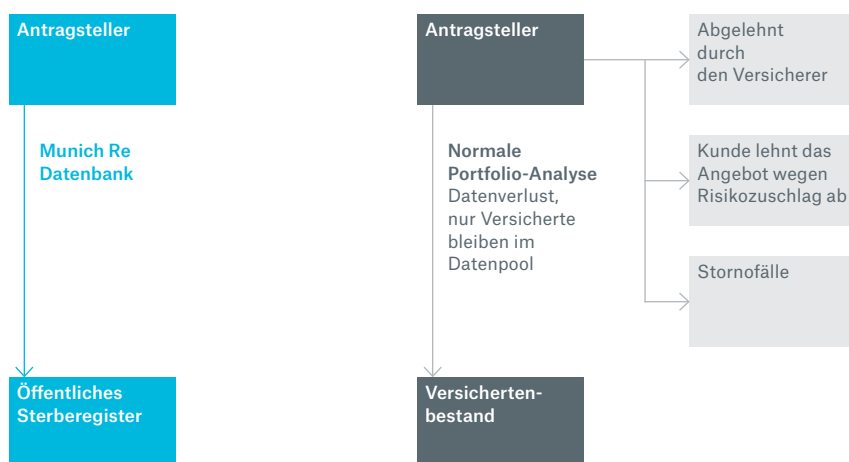 Antragsteller
Munich Re
Datenbank
Öffentliches
Sterberegister
Antragsteller
Normale
Portfolio-Analyse
Datenverlust,
nur Versicherte
bleiben im
Datenpool
Versicherten-
bestand
Abgelehnt
durch
den Versicherer
Kunde lehnt das
Angebot wegen
Risikozuschlag ab
Stornofälle